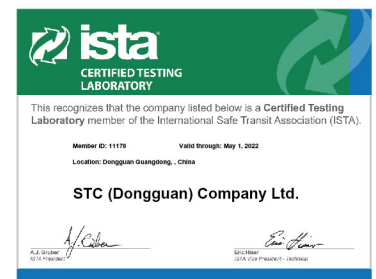 ista
CERTIFIED TESTING
LABORATORY
This recognizes that the company listed below is a Certified Testing
Laboratory member of the International Safe Transit Association (ISTA).
Member ID: 11178 Valid through: May 1, 2022
Location: Dongguan Guangdong, , China
STC (Dongguan) Company Ltd.
A.J. Gruber Eric Hiser
ISTA President ISTA Vice President - Technical